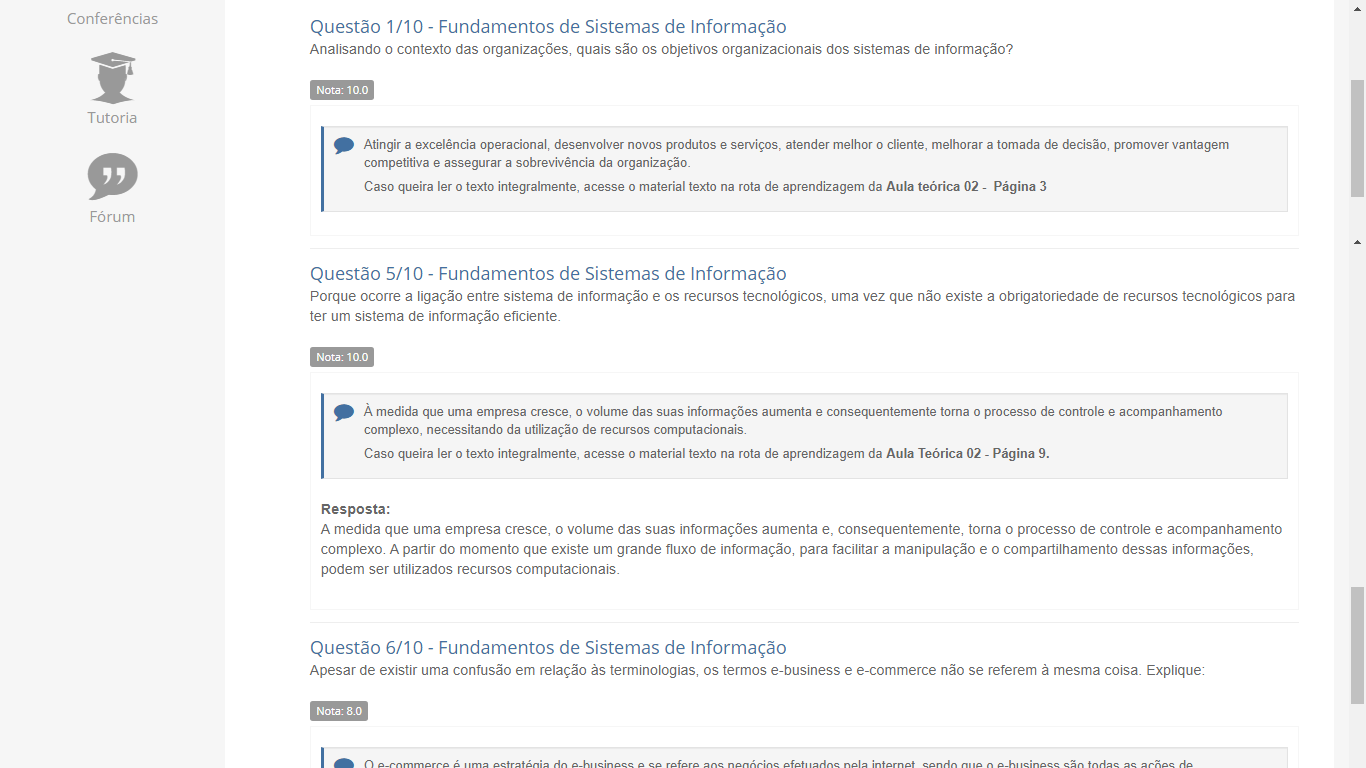 Conferências
Tutoria
Fórum
Questão 1/10 - Fundamentos de Sistemas de Informação
Analisando o contexto das organizações, quais são os objetivos organizacionais dos sistemas de informação?
Nota: 10.0
Atingir a excelência operacional, desenvolver novos produtos e serviços, atender melhor o cliente, melhorar a tomada de decisão, promover vantagem
competitiva e assegurar a sobrevivência da organização.
Caso queira ler o texto integralmente, acesse o material texto na rota de aprendizagem da Aula teórica 02 - Página 3
Questão 5/10 - Fundamentos de Sistemas de Informação
Porque ocorre a ligação entre sistema de informação e os recursos tecnológicos, uma vez que não existe a obrigatoriedade de recursos tecnológicos para
ter um sistema de informação eficiente.
Nota: 10.0
À medida que uma empresa cresce, o volume das suas informações aumenta e consequentemente torna o processo de controle e acompanhamento
complexo, necessitando da utilização de recursos computacionais.
Caso queira ler o texto integralmente, acesse o material texto na rota de aprendizagem da Aula Teórica 02 - Página 9.
Resposta:
A medida que uma empresa cresce, o volume das suas informações aumenta e, consequentemente, torna o processo de controle e acompanhamento
complexo. A partir do momento que existe um grande fluxo de informação, para facilitar a manipulação e o compartilhamento dessas informações,
podem ser utilizados recursos computacionais.
Questão 6/10 - Fundamentos de Sistemas de Informação
Apesar de existir uma confusão em relação às terminologias, os termos e-business e e-commerce não se referem à mesma coisa. Explique:
Nota: 8.0
O e-commerce é uma estratégia do e-business e se refere aos negócios efetuados pela internet, sendo que o e-business são todas as ações de